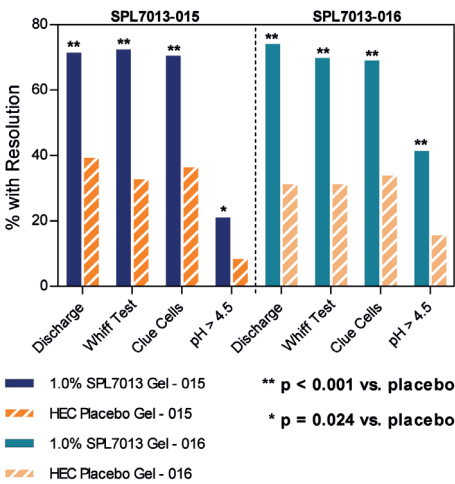 SPL7013-015 SPL7013-016
% with Resolution
80
60
40
20
0
** ** ** * ** ** ** **
Discharge Whiff Test Clue Cells pH > 4.5 Discharge Whiff Test Clue Cells pH > 4.5
1.0% SPL7013 Gel - 015
HEC Placebo Gel - 015
1.0% SPL7013 Gel - 016
HEC Placebo Gel - 016
** p < 0.001 vs. placebo
* p = 0.024 vs. placebo